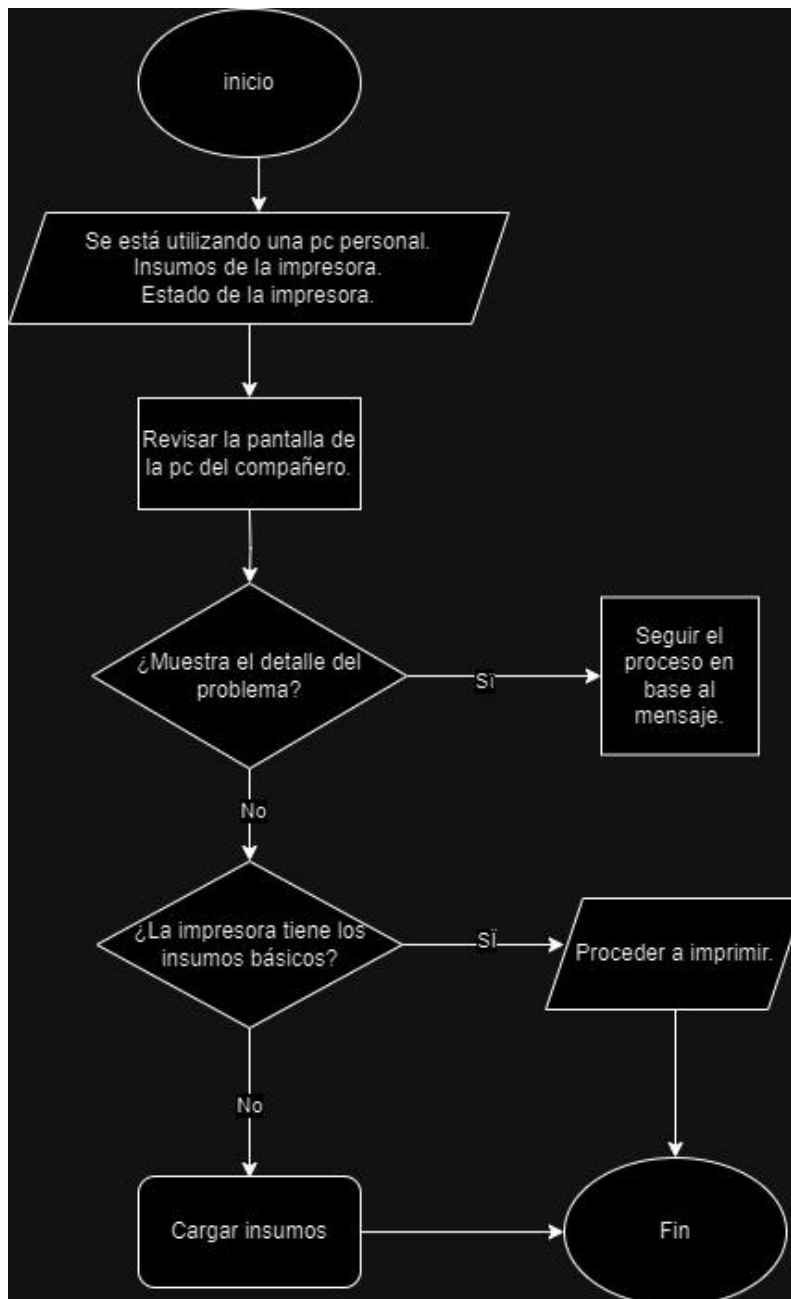 inicio
Se está utilizando una pc personal.
Insumos de la impresora.
Estado de la impresora.
Revisar la pantalla de
la pc del compañero.
¿Muestra el detalle del
problema?
Sï
Seguir el
proceso en
base al
mensaje.
No
¿La impresora tiene los
insumos básicos?
SÏ
Proceder a imprimir.
No
Cargar insumos
Fin